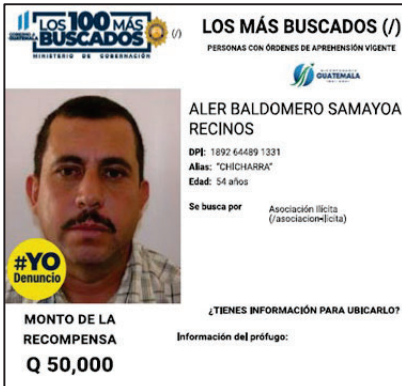 LOS 100 MÁS
BUSCADOS (/)
MINISTERIO DE GOBERNACIÓN
LOS MÁS BUSCADOS (/)
PERSONAS CON ÓRDENES DE APREHENSIÓN VIGENTE
GUATEMALA
ALER BALDOMERO SAMAYOA
RECINOS
DPI: 1892 64489 1331
Alias: "CHICHARRA"
Edad: 54 años
Se busca por
Asociación Ilícita
(/asociacion-ilicita)
#YO
Denuncio
MONTO DE LA
RECOMPENSA
Q 50,000
¿TIENES INFORMACIÓN PARA UBICARLO?
Información del prófugo: